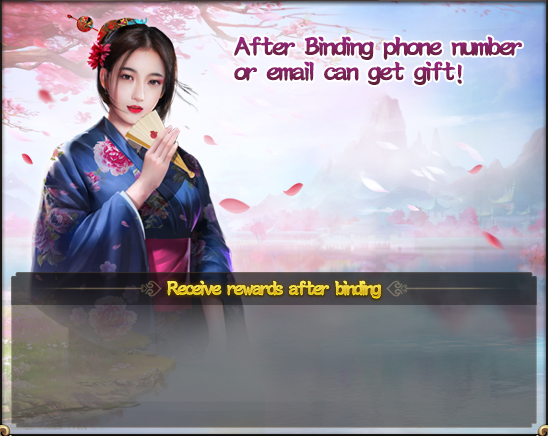 After Binding phone number
or email can get gift!
Receive rewards after binding